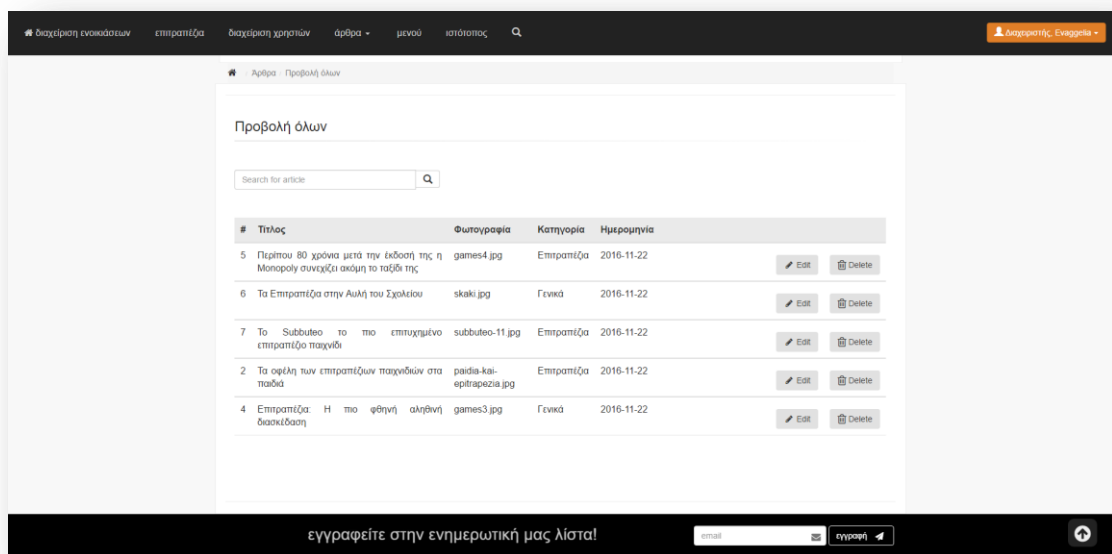 διαχείριση ενοικιάσεων επιτραπέζια διαχείριση χρηστών άρθρα μενού ιστότοπος Διαχειριστής, Evaggelia
Άρθρα / Προβολή όλων
Προβολή όλων
Search for article
# Τίτλος Φωτογραφία Κατηγορία Ημερομηνία
5 Περίπου 80 χρόνια μετά την έκδοσή της η games4.jpg Επιτραπέζια 2016-11-22
Monopoly συνεχίζει ακόμη το ταξίδι της Edit Delete
6 Τα Επιτραπέζια στην Αυλή του Σχολείου skaki.jpg Γενικά 2016-11-22
Edit Delete
7 Το Subbuteo το πιο επιτυχημένο subbuteo-11.jpg Επιτραπέζια 2016-11-22
επιτραπέζιο παιχνίδι Edit Delete
2 Τα οφέλη των επιτραπέζιων παιχνιδιών στα paidia-kai- Επιτραπέζια 2016-11-22
παιδιά epitrapezia.jpg Edit Delete
4 Επιτραπέζια: Η πιο φθηνή αληθινή games3.jpg Γενικά 2016-11-22
διασκέδαση Edit Delete
εγγραφείτε στην ενημερωτική μας λίστα! email εγγραφή